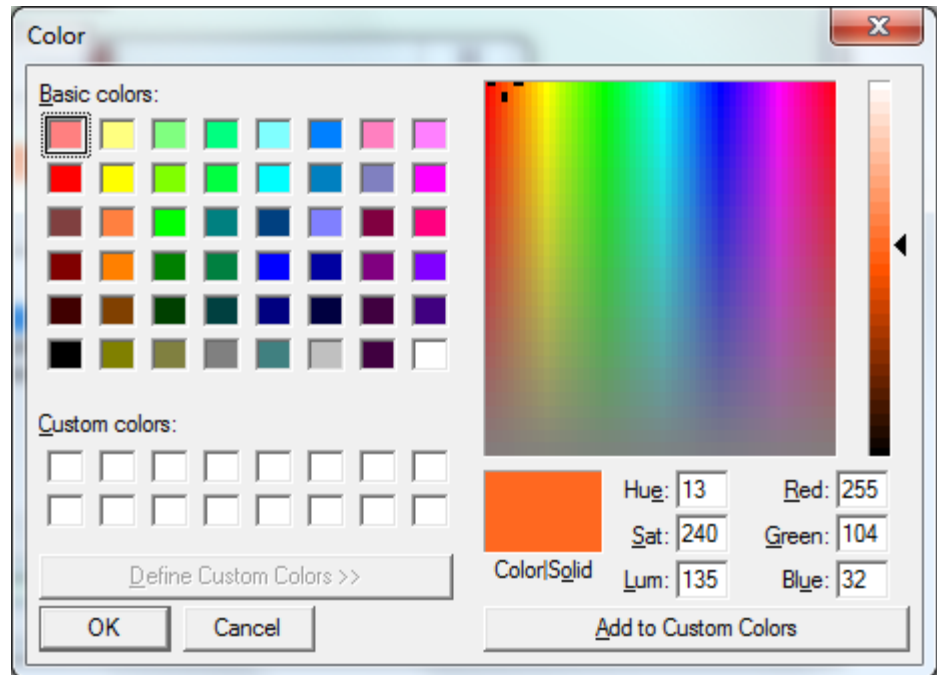 Color
Basic colors:
Custom colors:
Define Custom Colors >>
OK Cancel
Color|Solid
Hue: 13 Red: 255
Sat: 240 Green: 104
Lum: 135 Blue: 32
Add to Custom Colors